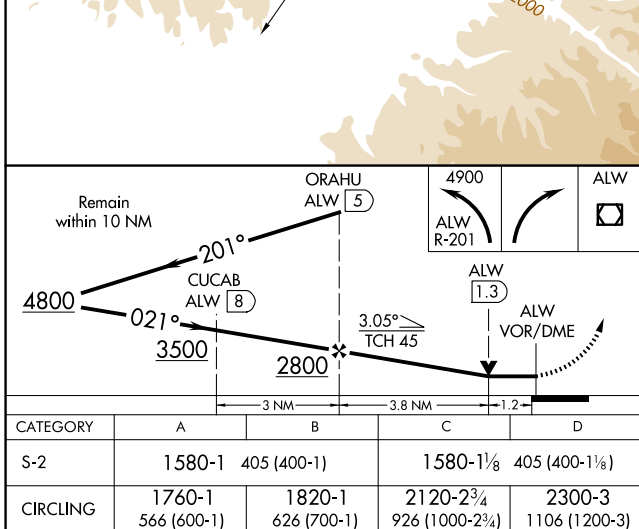 2000
Remain
within 10 NM
ORAHU
ALW 5
4900
ALW
R-201
ALW
201°
CUCAB
ALW 8
ALW
1.3
4800
021°
3500
2800
3.05°
TCH 45
ALW
VOR/DME
3 NM
3.8 NM
1.2
CATEGORY A B C D
S-2 1580-1 405 (400-1) 1580-1⅛ 405 (400-1⅛)
CIRCLING 1760-1 1820-1 2120-2¾ 2300-3
566 (600-1) 626 (700-1) 926 (1000-2¾) 1106 (1200-3)